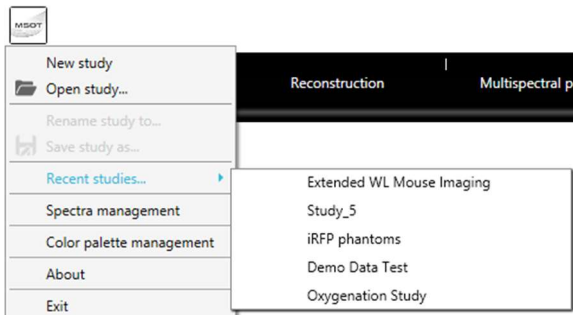 MSOT
New study
Open study...
Reconstruction
Multispectral p
Rename study to...
Save study as...
Recent studies...
Extended WL Mouse Imaging
Spectra management
Study_5
Color palette management
iRFP phantoms
About
Demo Data Test
Exit
Oxygenation Study